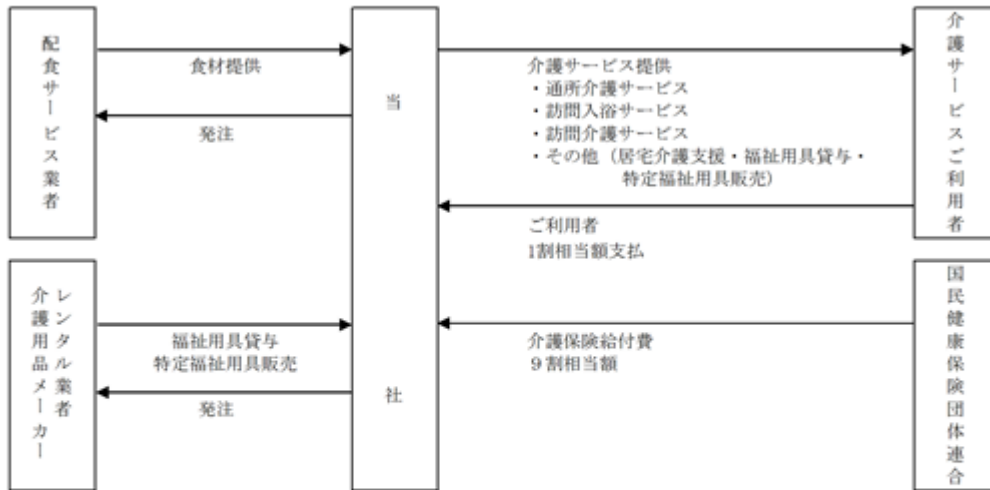 配食サービス業者
食材提供
発注
当社
介護サービス提供
・通所介護サービス
・訪問入浴サービス
・訪問介護サービス
・その他（居宅介護支援・福祉用具貸与・
特定福祉用具販売）
ご利用者
1割相当額支払
介護サービスご利用者
レンタル業者
介護用品メーカー
福祉用具貸与
特定福祉用具販売
発注
介護保険給付費
９割相当額
国民健康保険団体連合